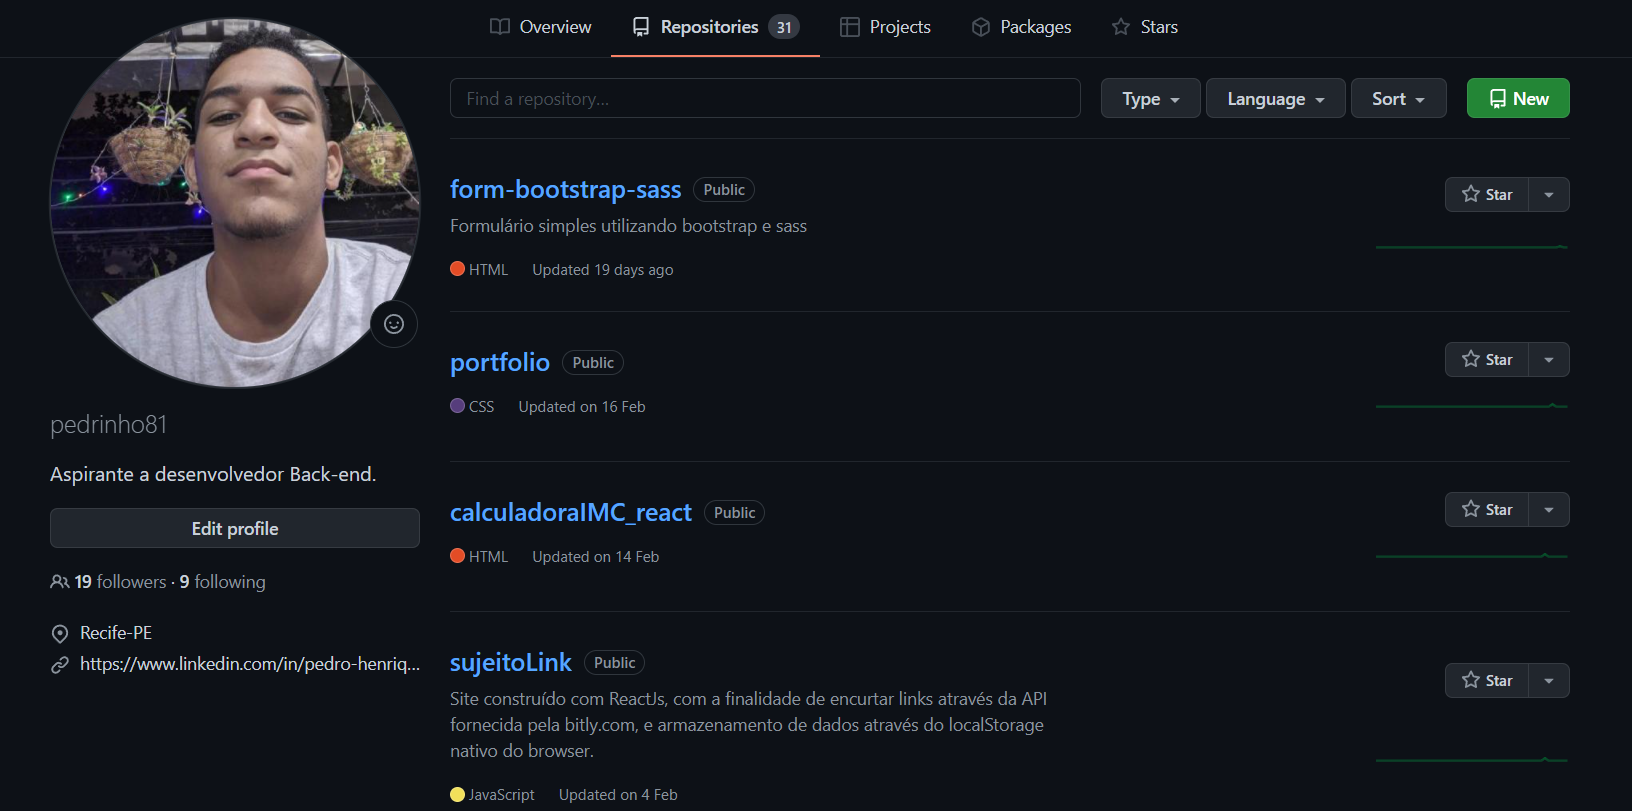 Overview
Repositories 31
Projects
Packages
Stars
Find a repository...
Type
Language
Sort
New
pedrinho81
Aspirante a desenvolvedor Back-end.
Edit profile
19 followers · 9 following
Recife-PE
https://www.linkedin.com/in/pedro-henriq...
form-bootstrap-sass Public
Star
Formulário simples utilizando bootstrap e sass
HTML Updated 19 days ago
portfolio Public
Star
CSS Updated on 16 Feb
calculadoraIMC_react Public
Star
HTML Updated on 14 Feb
sujeitoLink Public
Star
Site construído com ReactJs, com a finalidade de encurtar links através da API
fornecida pela bitly.com, e armazenamento de dados através do localStorage
nativo do browser.
JavaScript Updated on 4 Feb